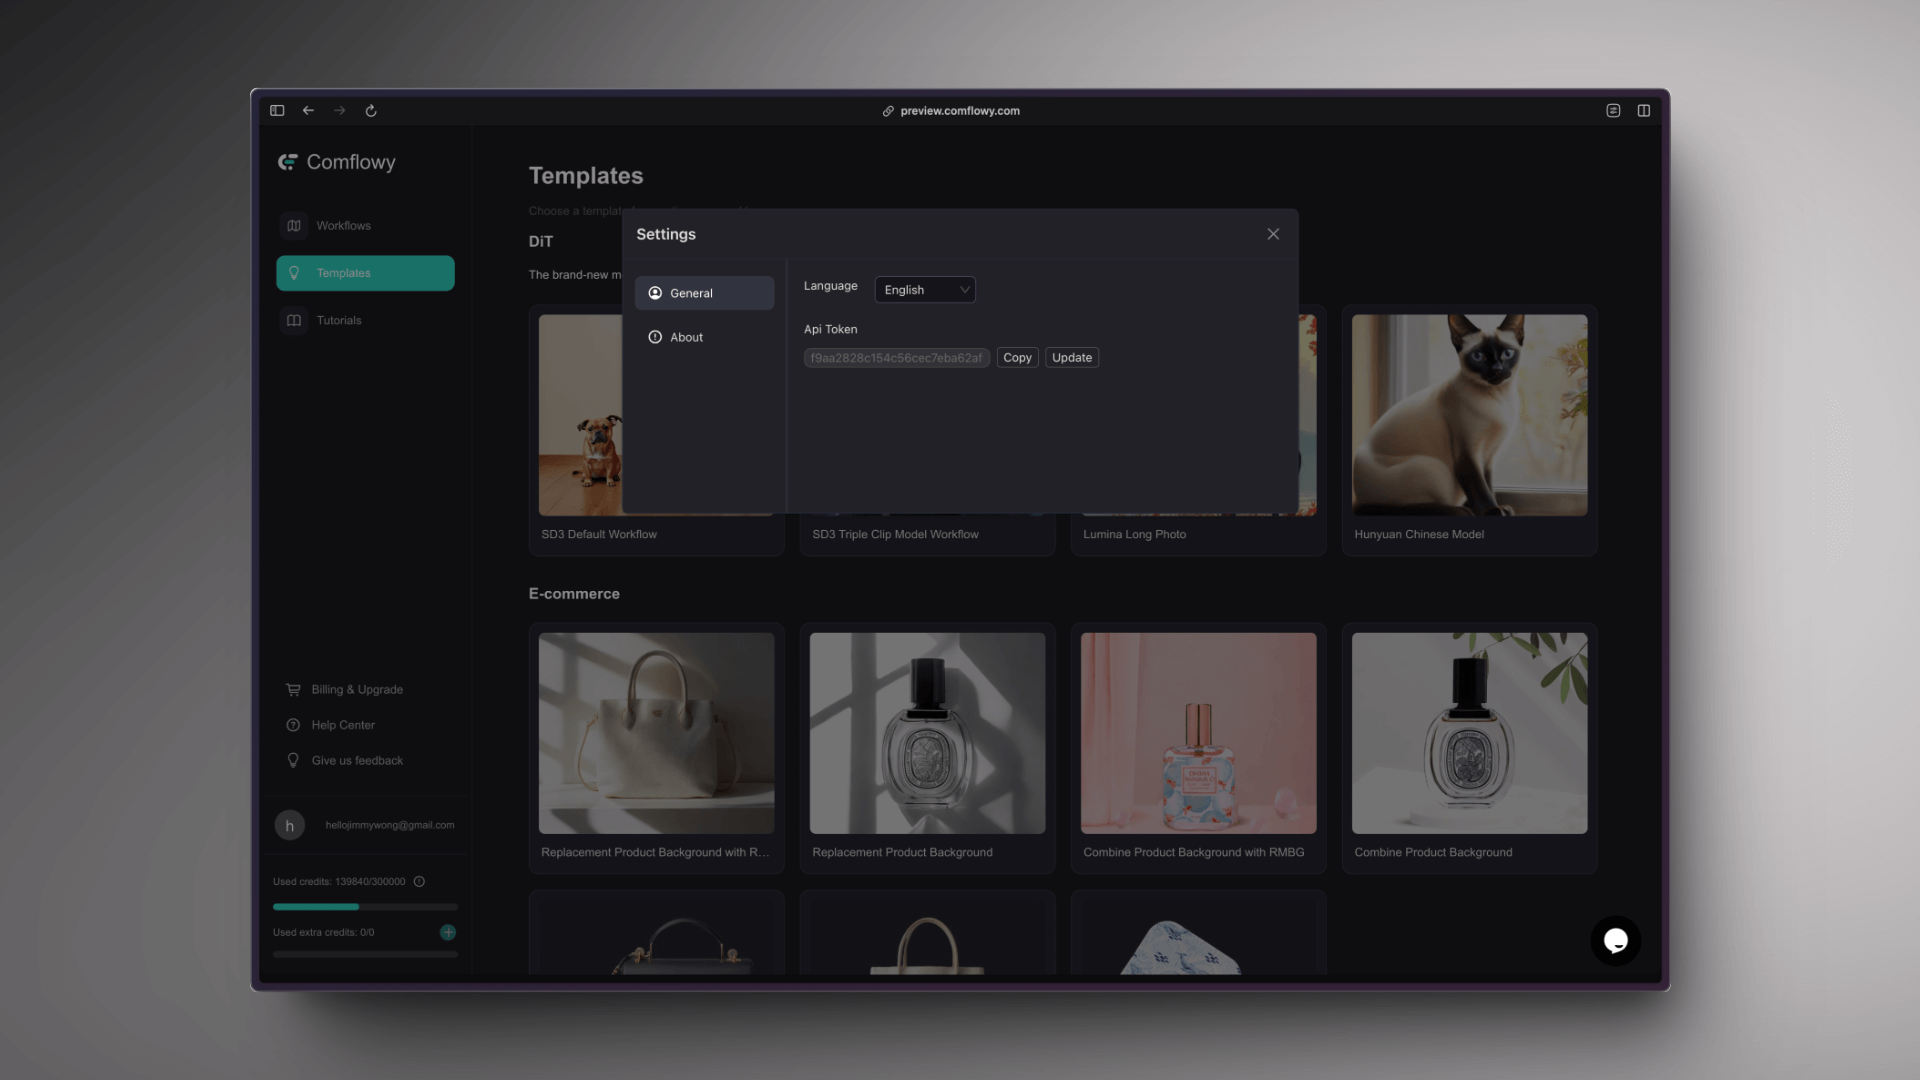 preview.comflowy.com
Comflowy
Workflows
Templates
Tutorials
Billing & Upgrade
Help Center
Give us feedback
h
hellojimmywong@gmail.com
Used credits: 139840/300000
Used extra credits: 0/0
Templates
Choose a template
DiT
The brand-new m
Settings
General
About
Language
English
Api Token
f9aa2828c154c56cec7eba62af
Copy
Update
SD3 Default Workflow
SD3 Triple Clip Model Workflow
Lumina Long Photo
Hunyuan Chinese Model
E-commerce
Replacement Product Background with R...
Replacement Product Background
Combine Product Background with RMBG
Combine Product Background